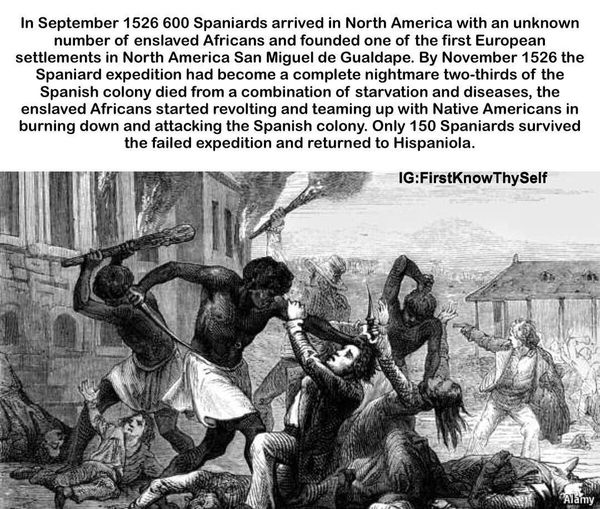 In September 1526 600 Spaniards arrived in North America with an unknown
number of enslaved Africans and founded one of the first European
settlements in North America San Miguel de Gualdape. By November 1526 the
Spaniard expedition had become a complete nightmare two-thirds of the
Spanish colony died from a combination of starvation and diseases, the
enslaved Africans started revolting and teaming up with Native Americans in
burning down and attacking the Spanish colony. Only 150 Spaniards survived
the failed expedition and returned to Hispaniola.
IG:FirstKnowThySelf
Alamy